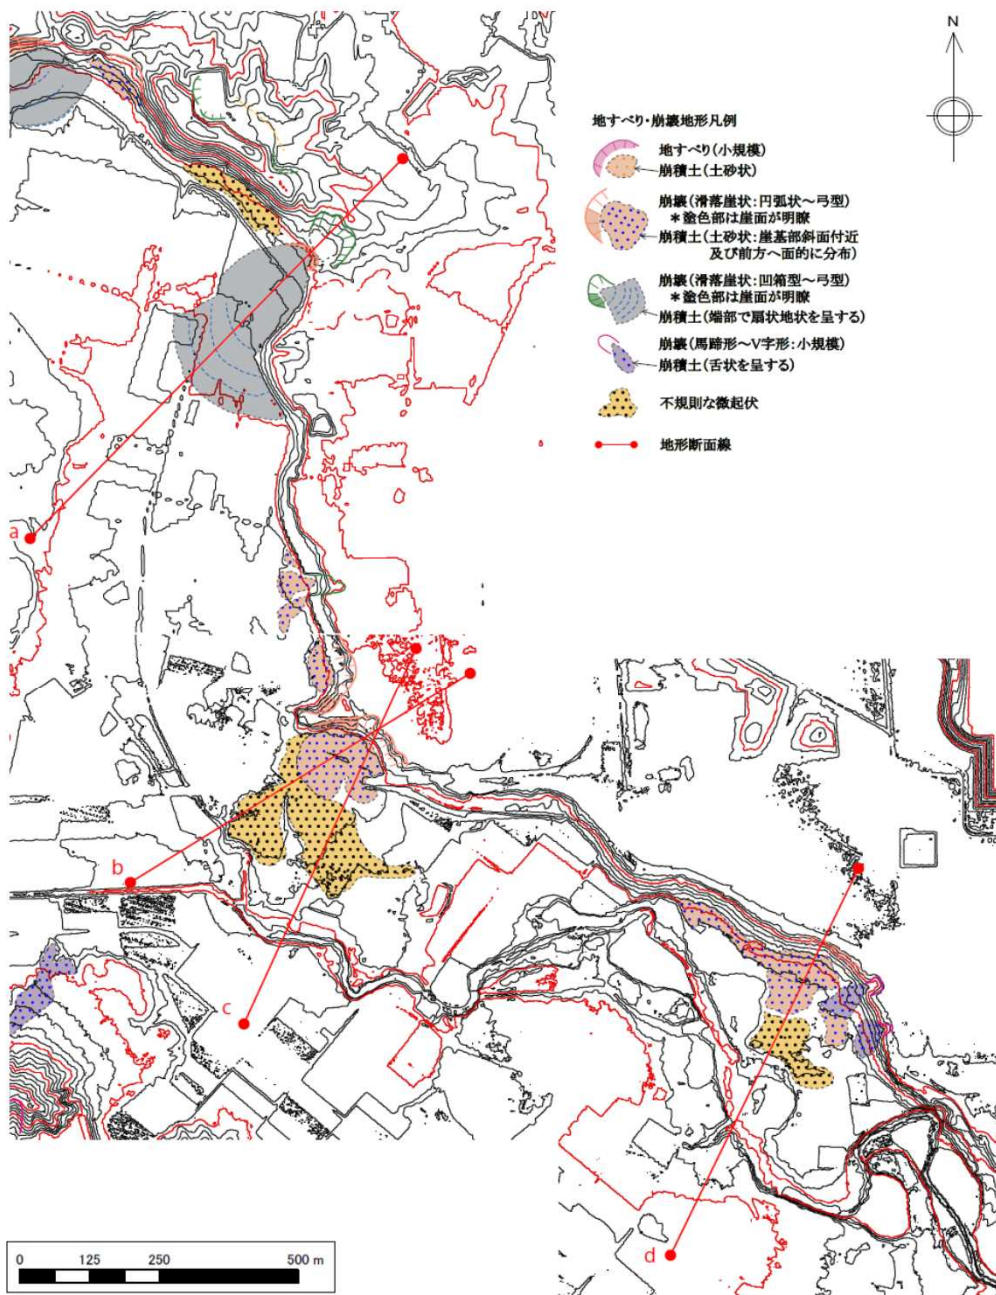 N
地すべり・崩壊地形凡例
地すべり(小規模)
崩積土(土砂状)
崩壊(滑落崖状:円弧状~弓型)
*塗色部は崖面が明瞭
崩積土(土砂状:崖基部斜面付近
及び前方へ面的に分布)
崩壊(滑落崖状:凹箱型~弓型)
*塗色部は崖面が明瞭
崩積土(端部で扇状地状を呈する)
崩壊(馬蹄形~V字形:小規模)
崩積土(舌状を呈する)
不規則な微起伏
地形断面線
a
b
c
d
0 125 250 500 m